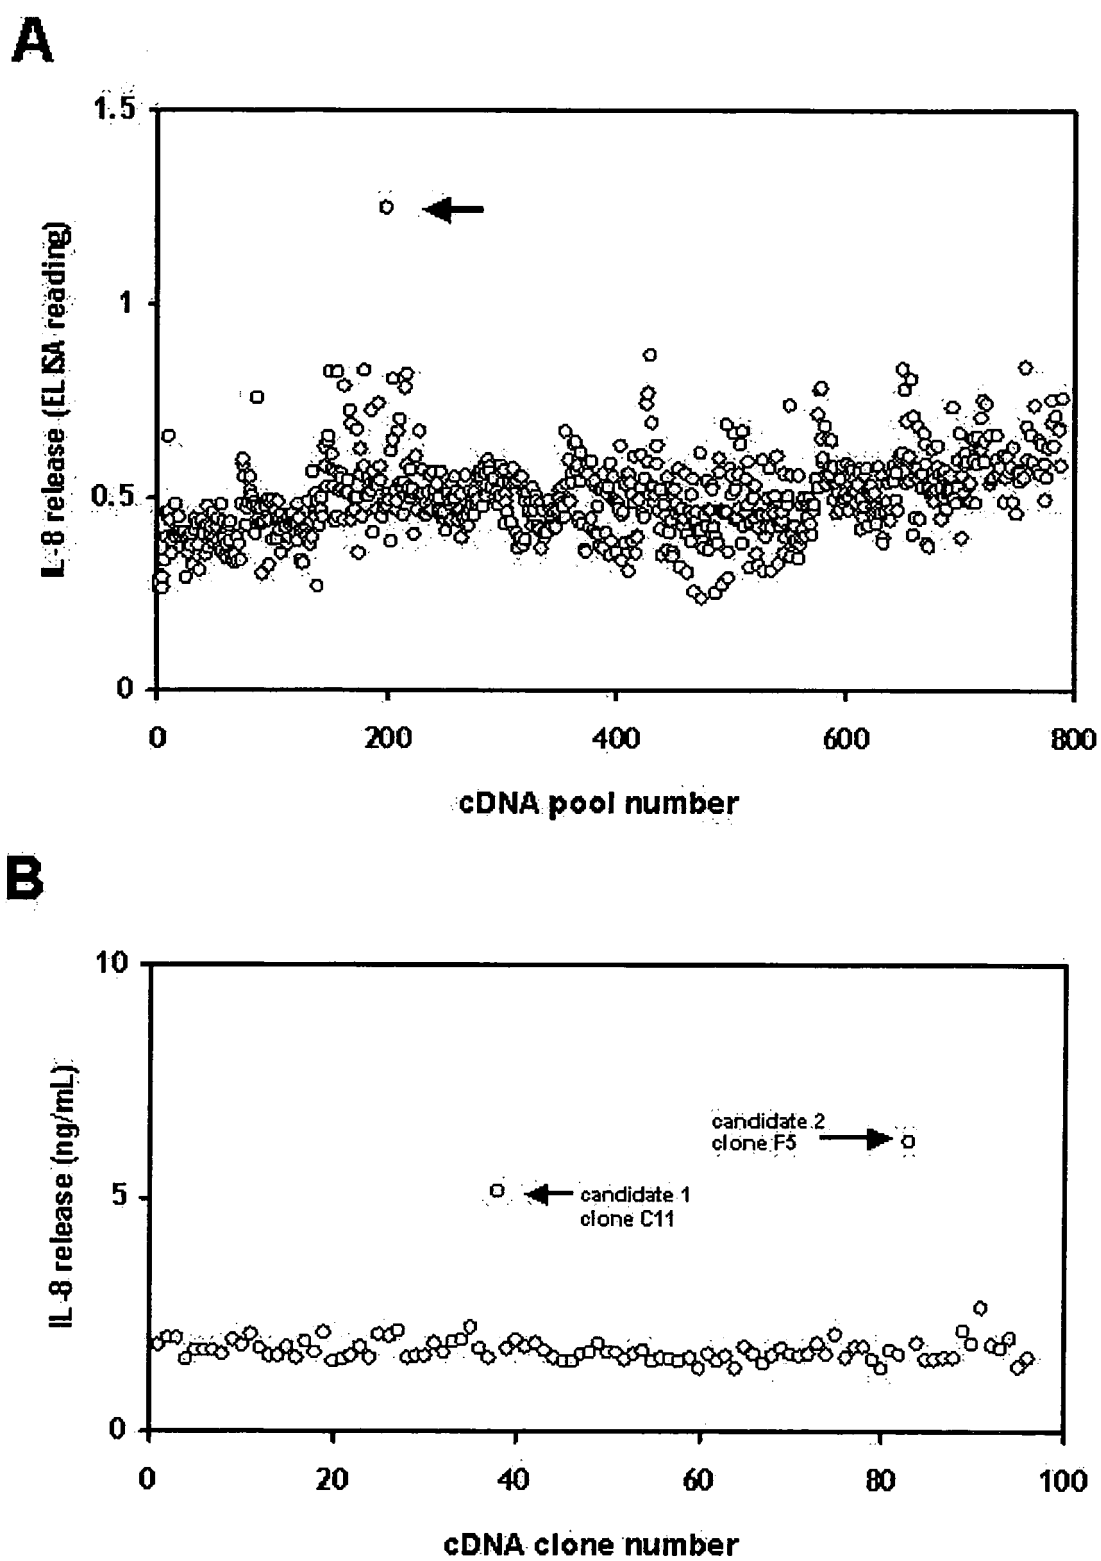 A
1.5
1
0.5
0
IL-8 release (ELISA reading)
0 200 400 600 800
cDNA pool number
B
10
5
0
IL-8 release (ng/mL)
candidate 2
clone F5
candidate 1
clone C11
0 20 40 60 80 100
cDNA clone number